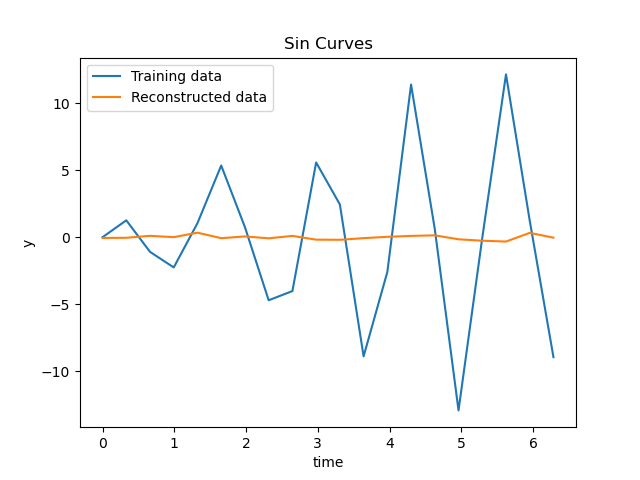 Sin Curves
Training data
Reconstructed data
10
5
0
−5
−10
y
0 1 2 3 4 5 6
time